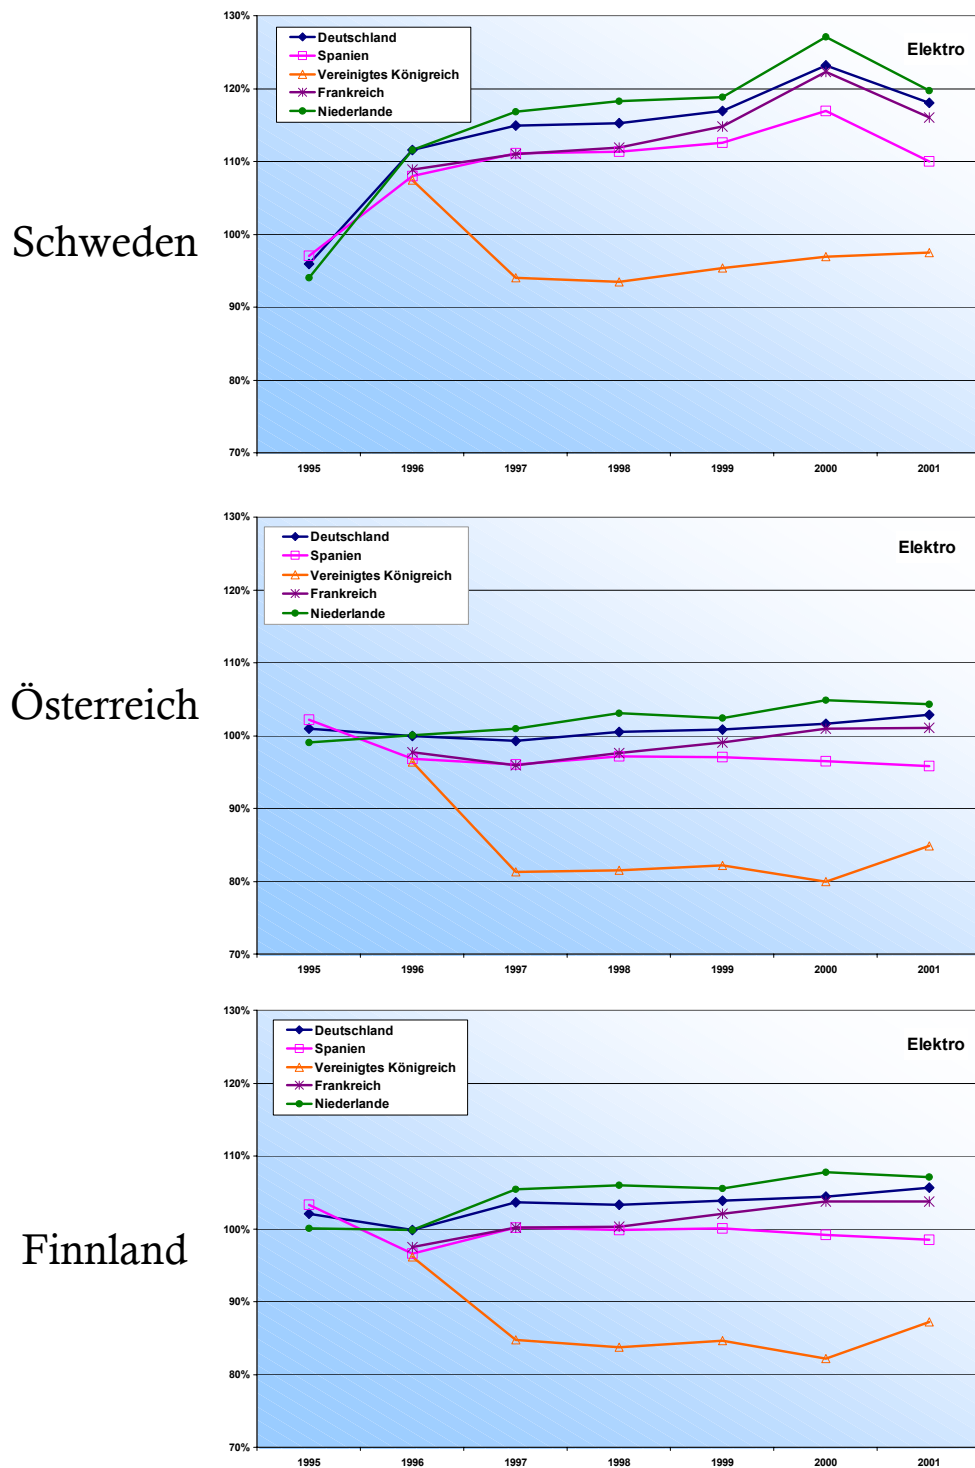 130%
120%
110%
100%
90%
80%
70%
Deutschland
Spanien
Vereinigtes Königreich
Frankreich
Niederlande
Elektro
Schweden
1995 1996 1997 1998 1999 2000 2001
130%
120%
110%
100%
90%
80%
70%
Deutschland
Spanien
Vereinigtes Königreich
Frankreich
Niederlande
Elektro
Österreich
1995 1996 1997 1998 1999 2000 2001
130%
120%
110%
100%
90%
80%
70%
Deutschland
Spanien
Vereinigtes Königreich
Frankreich
Niederlande
Elektro
Finnland
1995 1996 1997 1998 1999 2000 2001